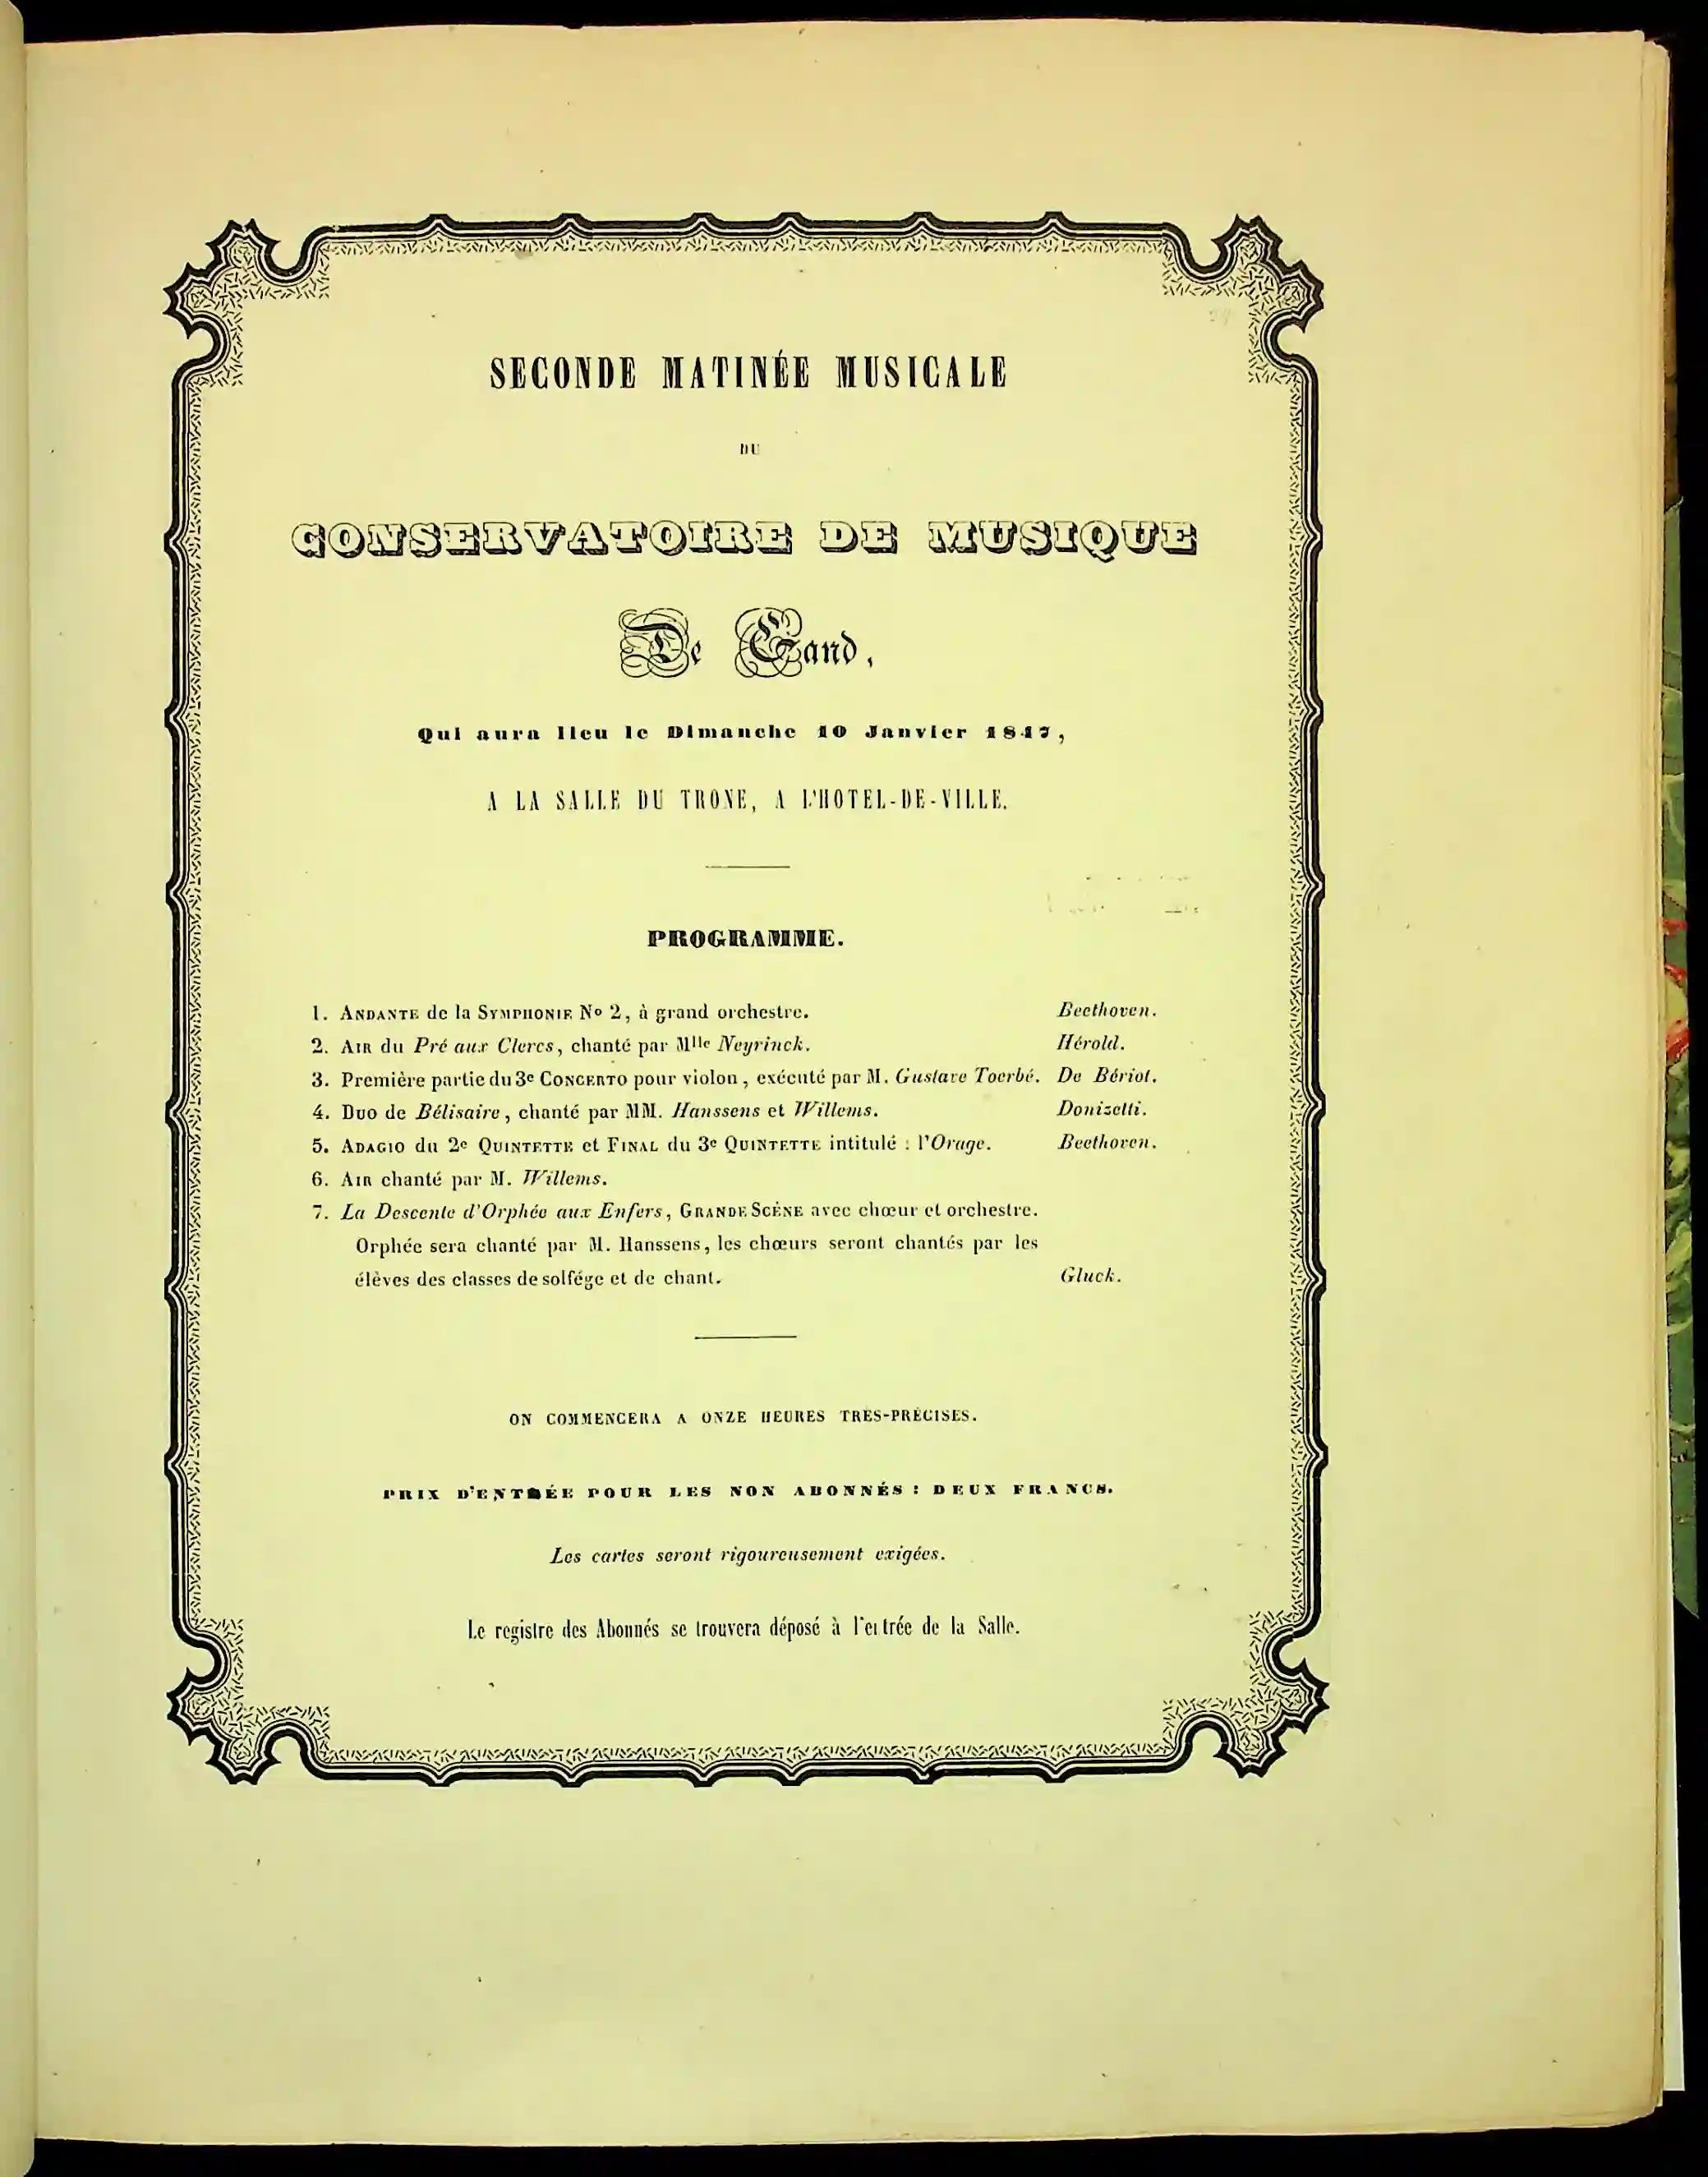 SECONDE MATINÉE MUSICALE
DU
CONSERVATOIRE DE MUSIQUE
De Gand,
Qui aura lieu le Dimanche 10 Janvier 1847,
A LA SALLE DU TRONE, A L'HOTEL-DE-VILLE.
PROGRAMME.
1. ANDANTE de la SYMPHONIE No 2, à grand orchestre. Beethoven.
2. AIR du Pré aux Clercs, chanté par Mlle Neyrinck. Hérold.
3. Première partie du 3e CONCERTO pour violon, exécuté par M. Gustave Toerbé. De Bériot.
4. Duo de Bélisaire, chanté par MM. Hanssens et Willems. Donizetti.
5. ADAGIO du 2e QUINTETTE et FINAL du 3e QUINTETTE intitulé : l'Orage. Beethoven.
6. AIR chanté par M. Willems.
7. La Descente d'Orphée aux Enfers, GRANDE SCÈNE avec chœur et orchestre.
Orphée sera chanté par M. Hanssens, les chœurs seront chantés par les
élèves des classes de solfége et de chant. Gluck.
ON COMMENCERA A ONZE HEURES TRES-PRÉCISES.
PRIX D'ENTRÉE POUR LES NON ABONNÉS : DEUX FRANCS.
Les cartes seront rigoureusement exigées.
Le registre des Abonnés se trouvera déposé à l'entrée de la Salle.